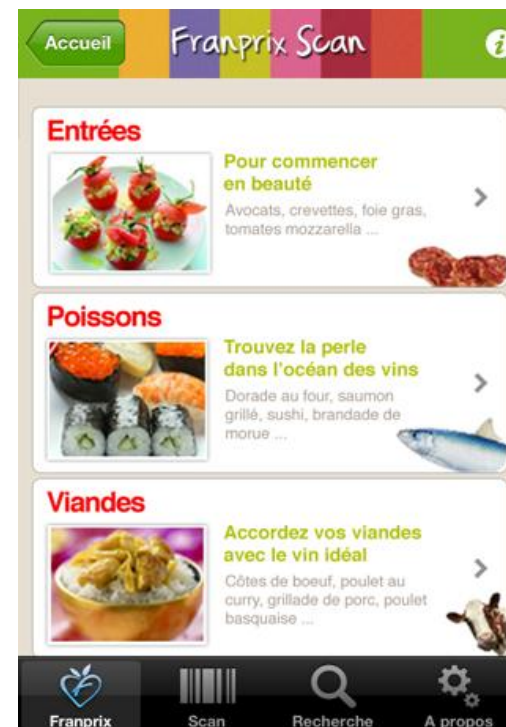 Accueil
Franprix Scan
i
Entrées
Pour commencer
en beauté
Avocats, crevettes, foie gras,
tomates mozzarella ...
Poissons
Trouvez la perle
dans l'océan des vins
Dorade au four, saumon
grillé, sushi, brandade de
morue ...
Viandes
Accordez vos viandes
avec le vin idéal
Côtes de boeuf, poulet au
curry, grillade de porc, poulet
basquaise ...
Franprix
Scan
Recherche
A propos